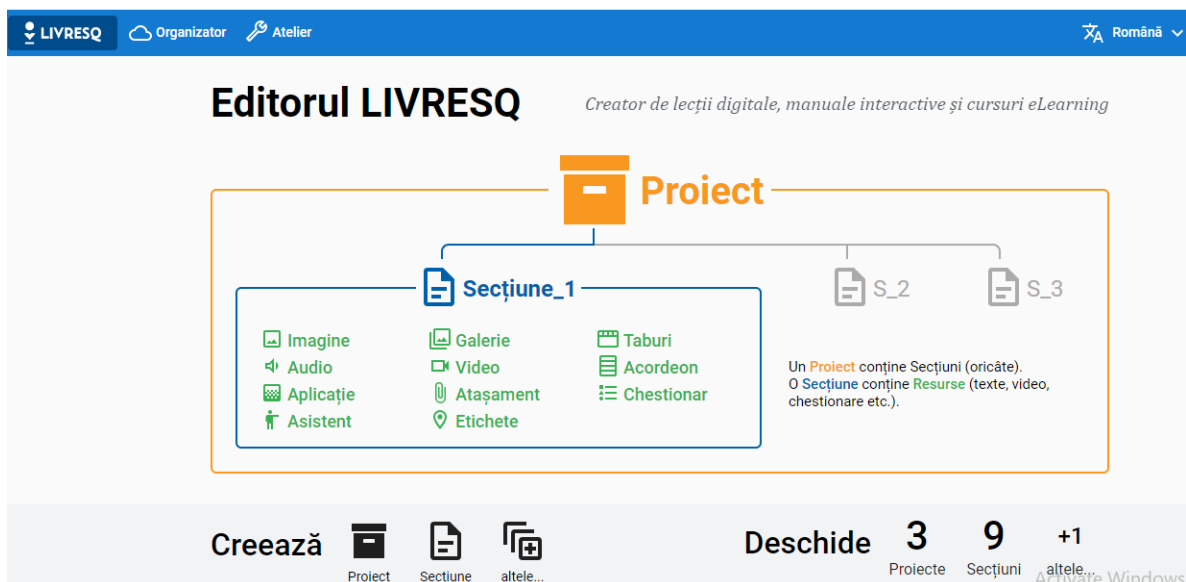 LIVRESQ Organizator Atelier Română
Editorul LIVRESQ Creator de lecții digitale, manuale interactive și cursuri eLearning
Proiect
Secțiune_1 S_2 S_3
Imagine Galerie Taburi
Audio Video Acordeon
Aplicație Atașament Chestionar
Asistent Etichete
Un Proiect conține Secțiuni (oricâte).
O Secțiune conține Resurse (texte, video,
chestionare etc.).
Creează Deschide 3 9 +1
Proiect Secțiune altele... Proiecte Secțiuni altele...
Activate Windows